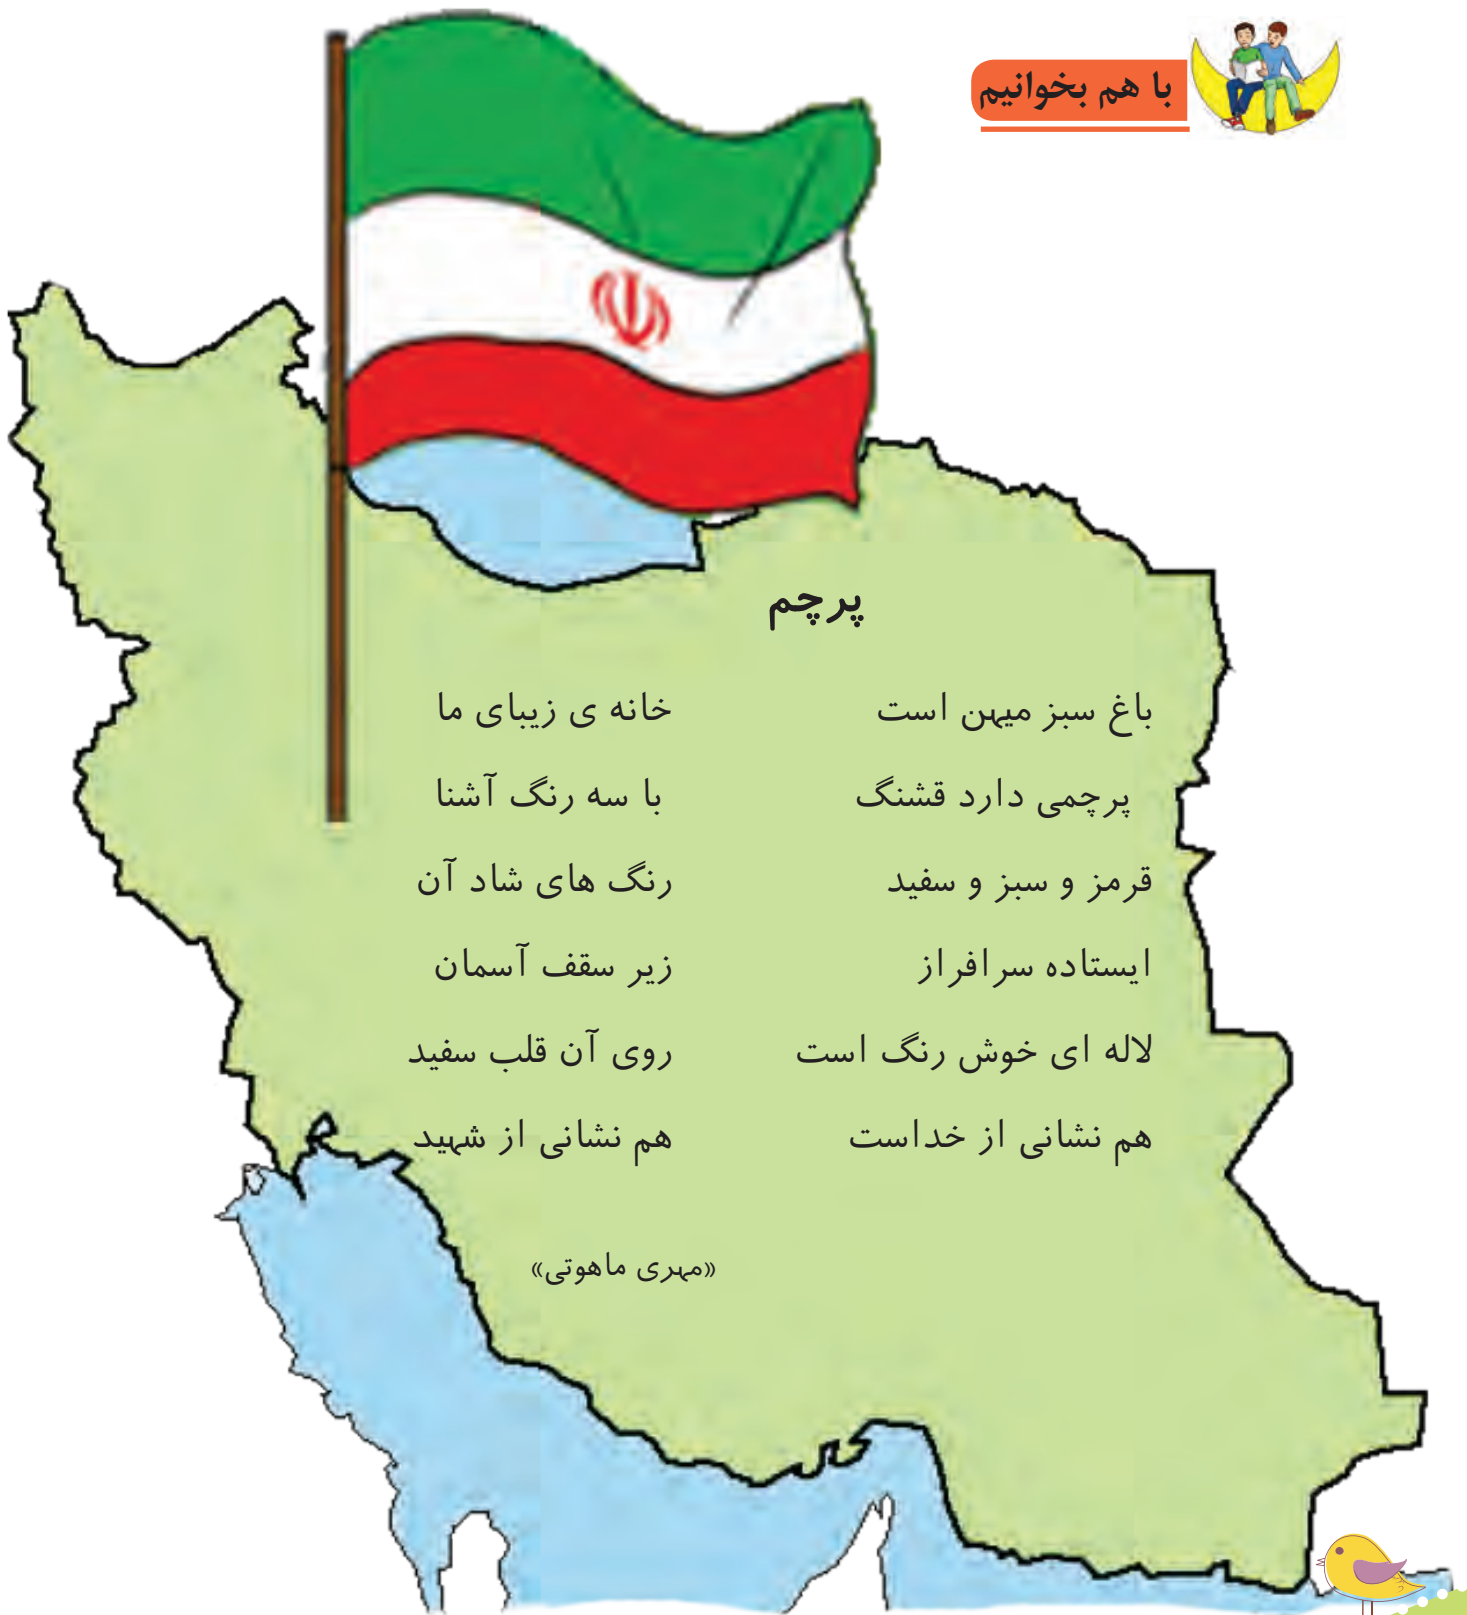 با هم بخوانیم
پرچم
باغ سبز میهن است خانه ی زیبای ما
پرچمی دارد قشنگ با سه رنگ آشنا
قرمز و سبز و سفید رنگ های شاد آن
ایستاده سرافراز زیر سقف آسمان
لاله ای خوش رنگ است روی آن قلب سفید
هم نشانی از خداست هم نشانی از شهید
«مهری ماهوتی»